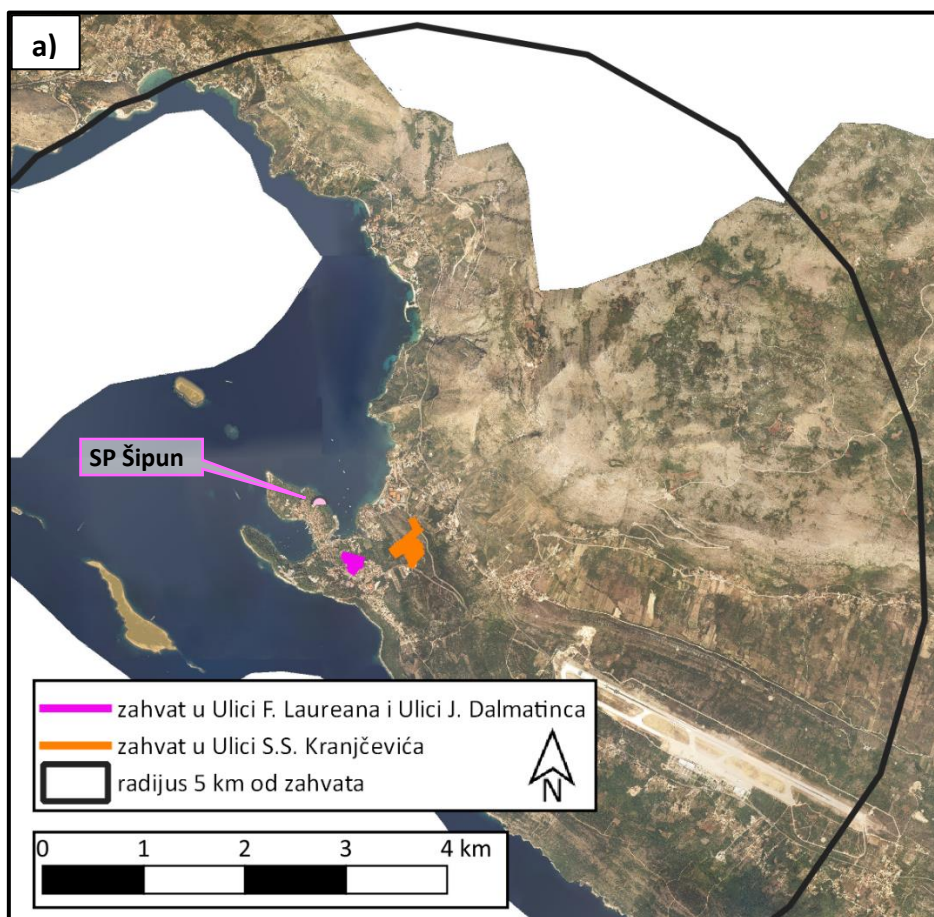 a)
SP Šipun
zahvat u Ulici F. Laureana i Ulici J. Dalmatinca
zahvat u Ulici S.S. Kranjčevića
radijus 5 km od zahvata
N
0 1 2 3 4 km